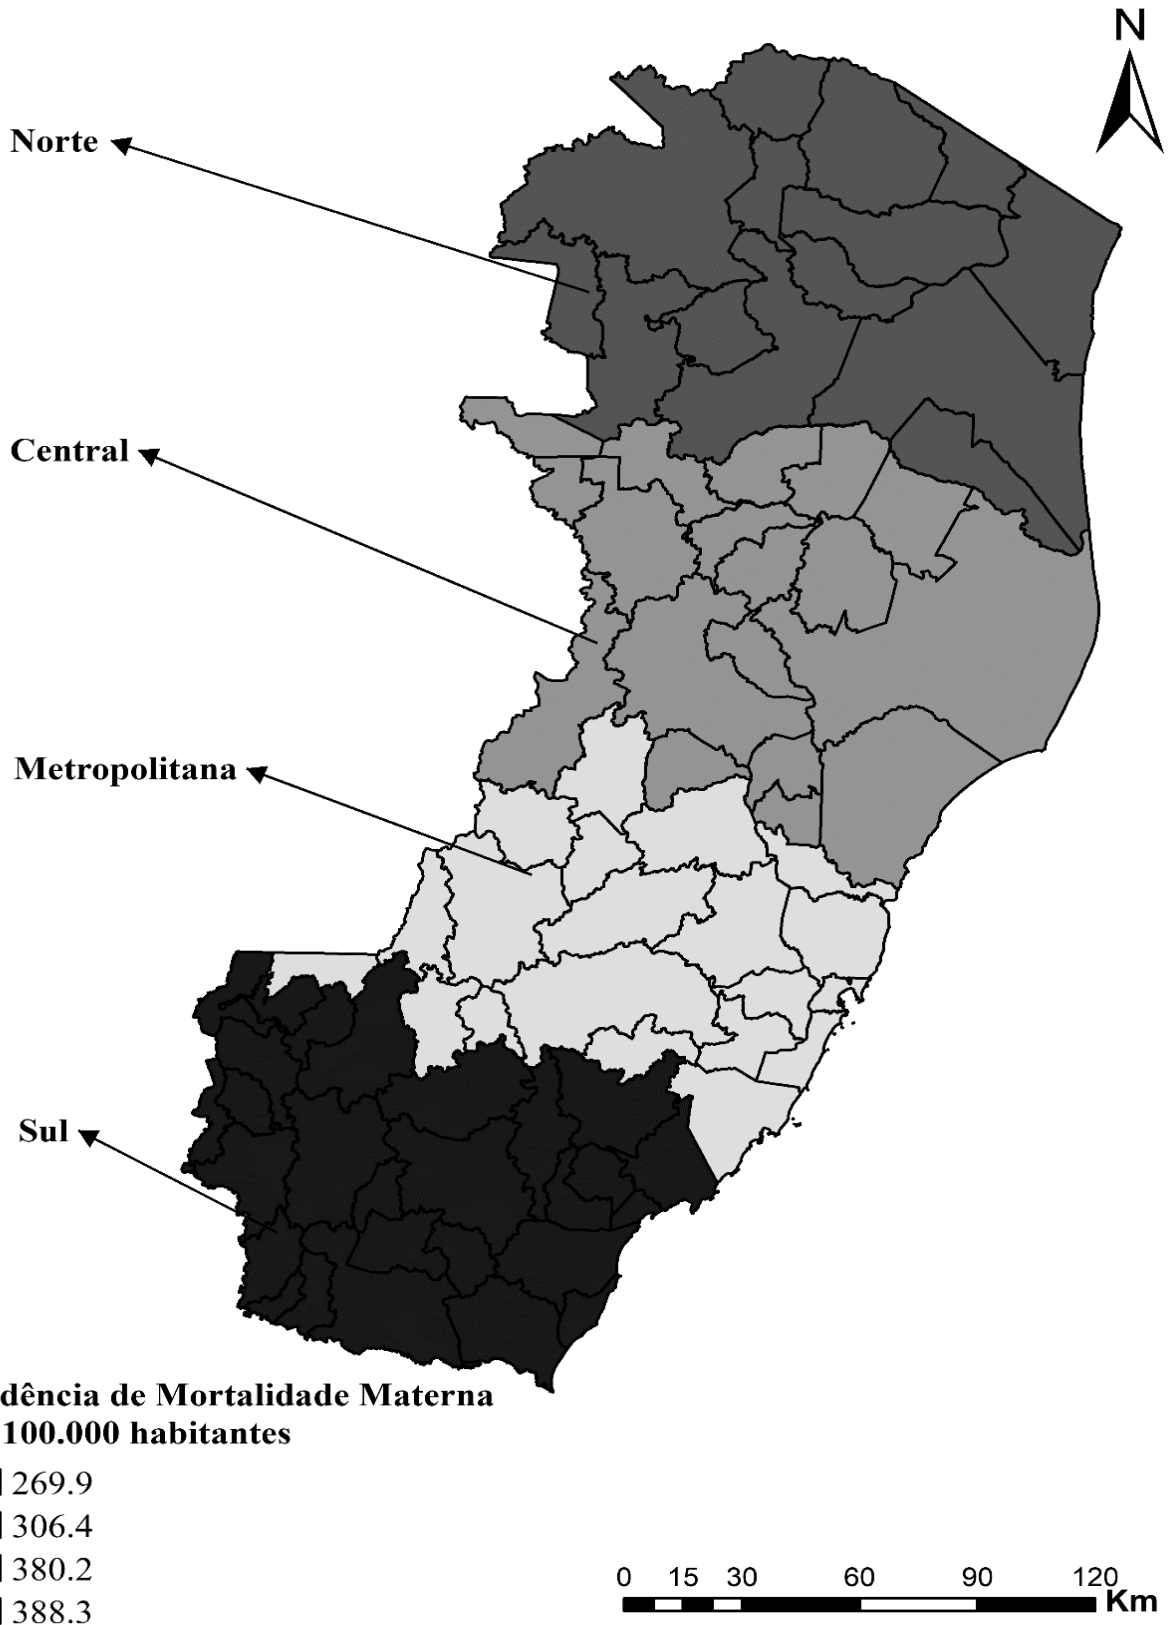 N
Norte
Central
Metropolitana
Sul
dência de Mortalidade Materna
100.000 habitantes
269.9
306.4
380.2
388.3
0 15 30 60 90 120 Km